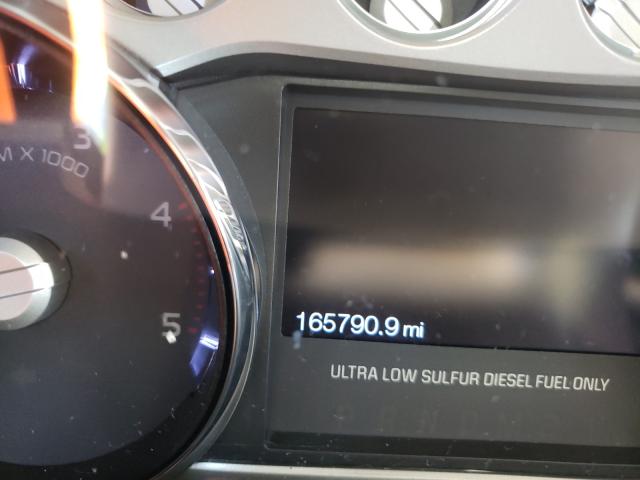 3
M X 1000
4
5
165790.9 mi
ULTRA LOW SULFUR DIESEL FUEL ONLY